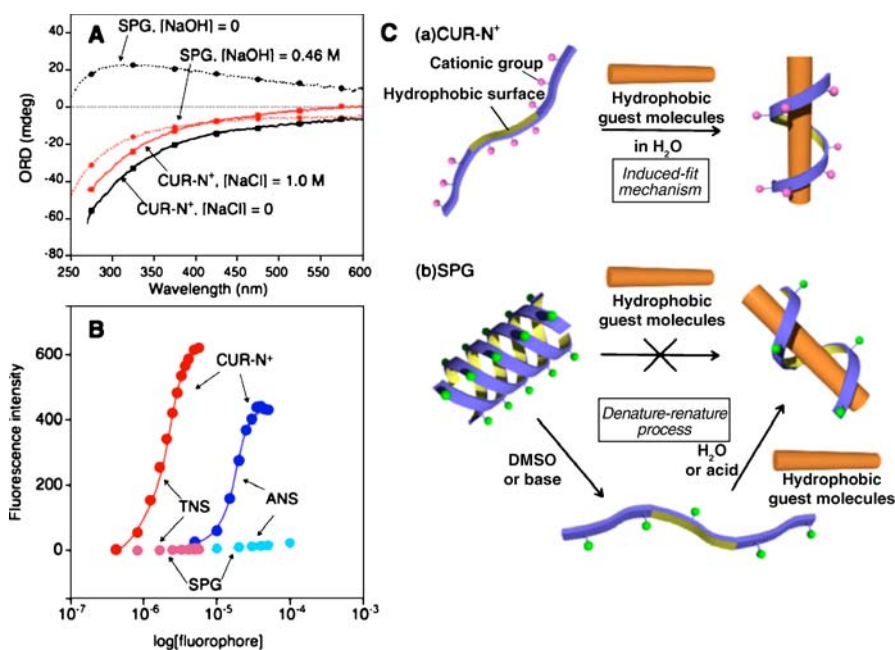 A
SPG, [NaOH] = 0
SPG, [NaOH] = 0.46 M
CUR-N+, [NaCl] = 1.0 M
CUR-N+, [NaCl] = 0
ORD (mdeg)
40
20
0
-20
-40
-60
-80
250 300 350 400 450 500 550 600
Wavelength (nm)
B
CUR-N+
TNS
ANS
SPG
Fluorescence intensity
600
400
200
0
10-7 10-6 10-5 10-4 10-3
log[fluorophore]
C
(a)CUR-N+
Cationic group
Hydrophobic surface
Hydrophobic
guest molecules
in H2O
Induced-fit
mechanism
(b)SPG
Hydrophobic
guest molecules
Denature-renature
process
DMSO
or base
H2O
or acid
Hydrophobic
guest molecules